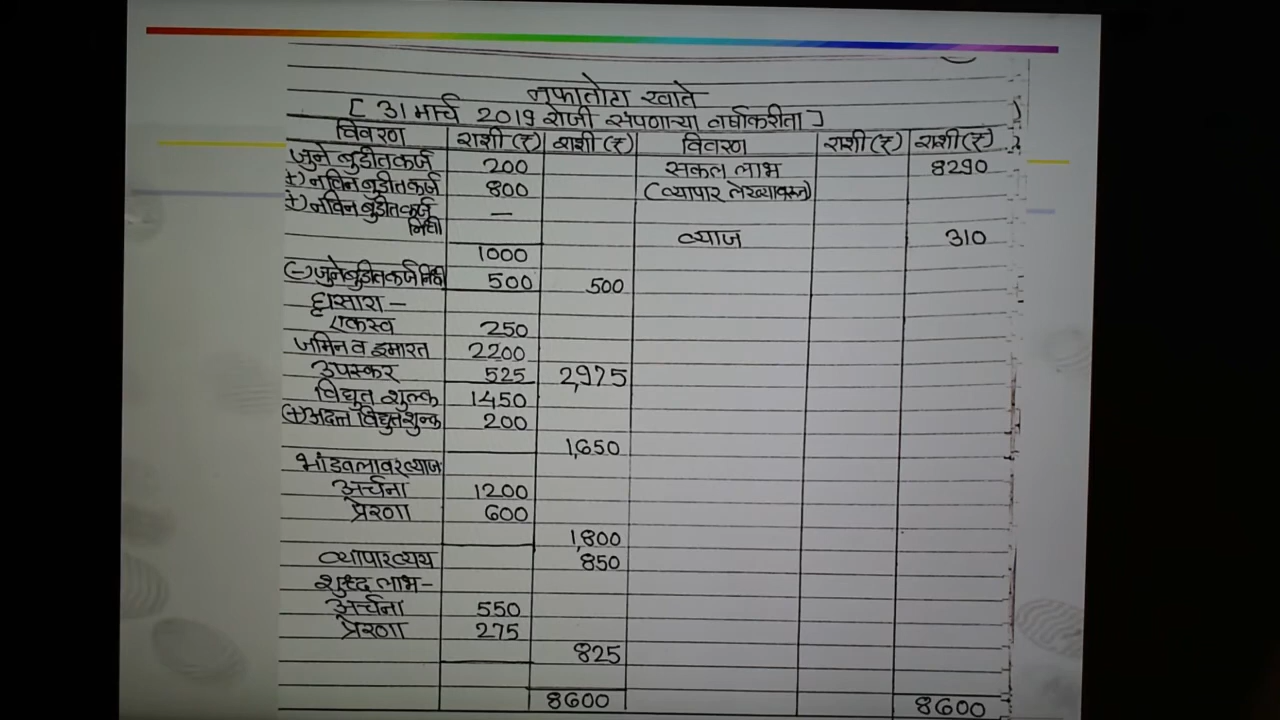 नफातोटा खाते
[ 31 मार्च 2019 रोजी संपणाऱ्या वर्षाकरीता ]
विवरण राशी (₹) राशी (₹) विवरण राशी (₹) राशी (₹)
जुने बुडीतकर्ज 200 सकल लाभ 8290
(+) नविन बुडीतकर्ज 800 (व्यापार लेख्यावरून)
(+) नविन बुडीतकर्ज —
निधी व्याज 310
1000
(-) जुने बुडीतकर्ज निधी 500 500
ह्रासारा —
एकस्व 250
जमिन व इमारत 2200
उपस्कर 525 2,975
विद्युत शुल्क 1450
(+) अदत्त विद्युत शुल्क 200
1,650
भांडवलावर व्याज
अर्चना 1200
प्रेरणा 600
1,800
व्यापार व्यय 850
शुध्द लाभ —
अर्चना 550
प्रेरणा 275
825
8600 8600